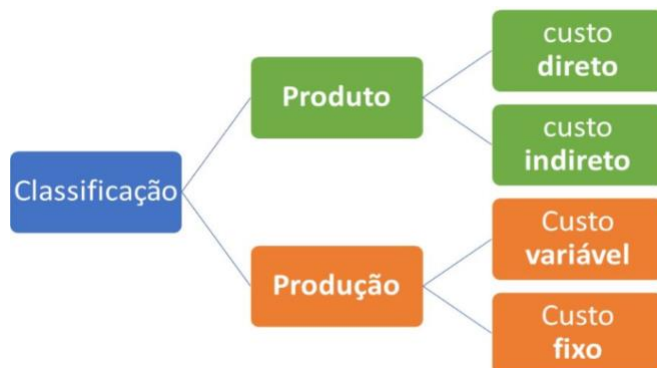 Classificação
Produto
custo
direto
custo
indireto
Produção
Custo
variável
Custo
fixo